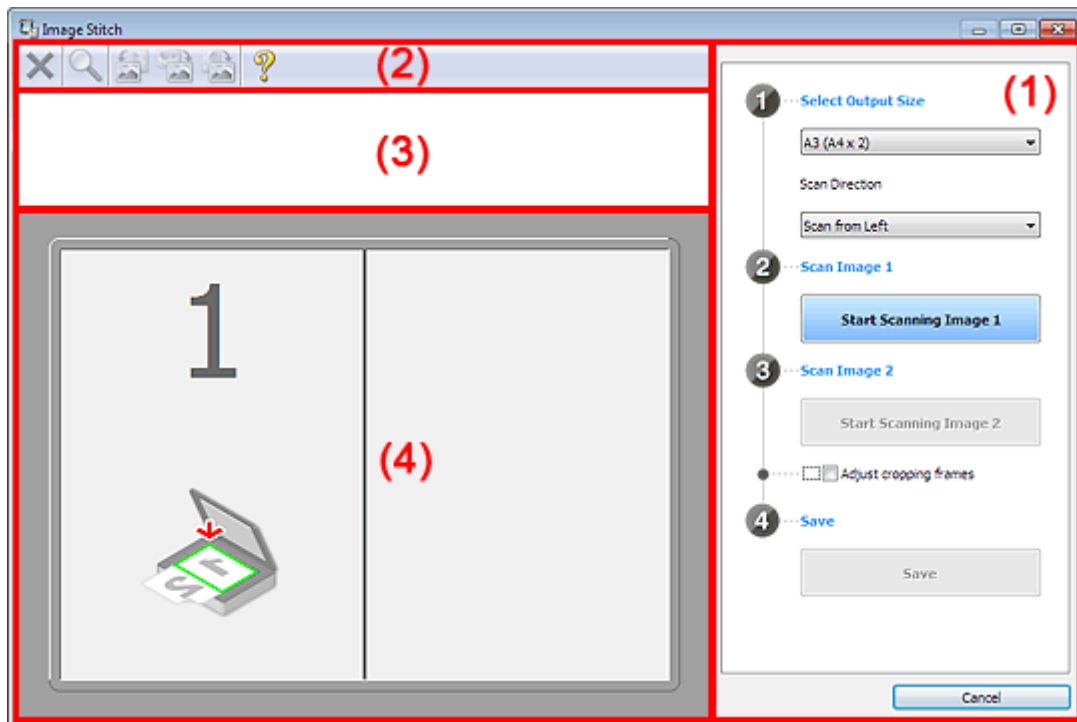 Image Stitch
(2)
(3)
1
(4)
1 2
(1)
1 Select Output Size
A3 (A4 x 2)
Scan Direction
Scan from Left
2 Scan Image 1
Start Scanning Image 1
3 Scan Image 2
Start Scanning Image 2
Adjust cropping frames
4 Save
Save
Cancel